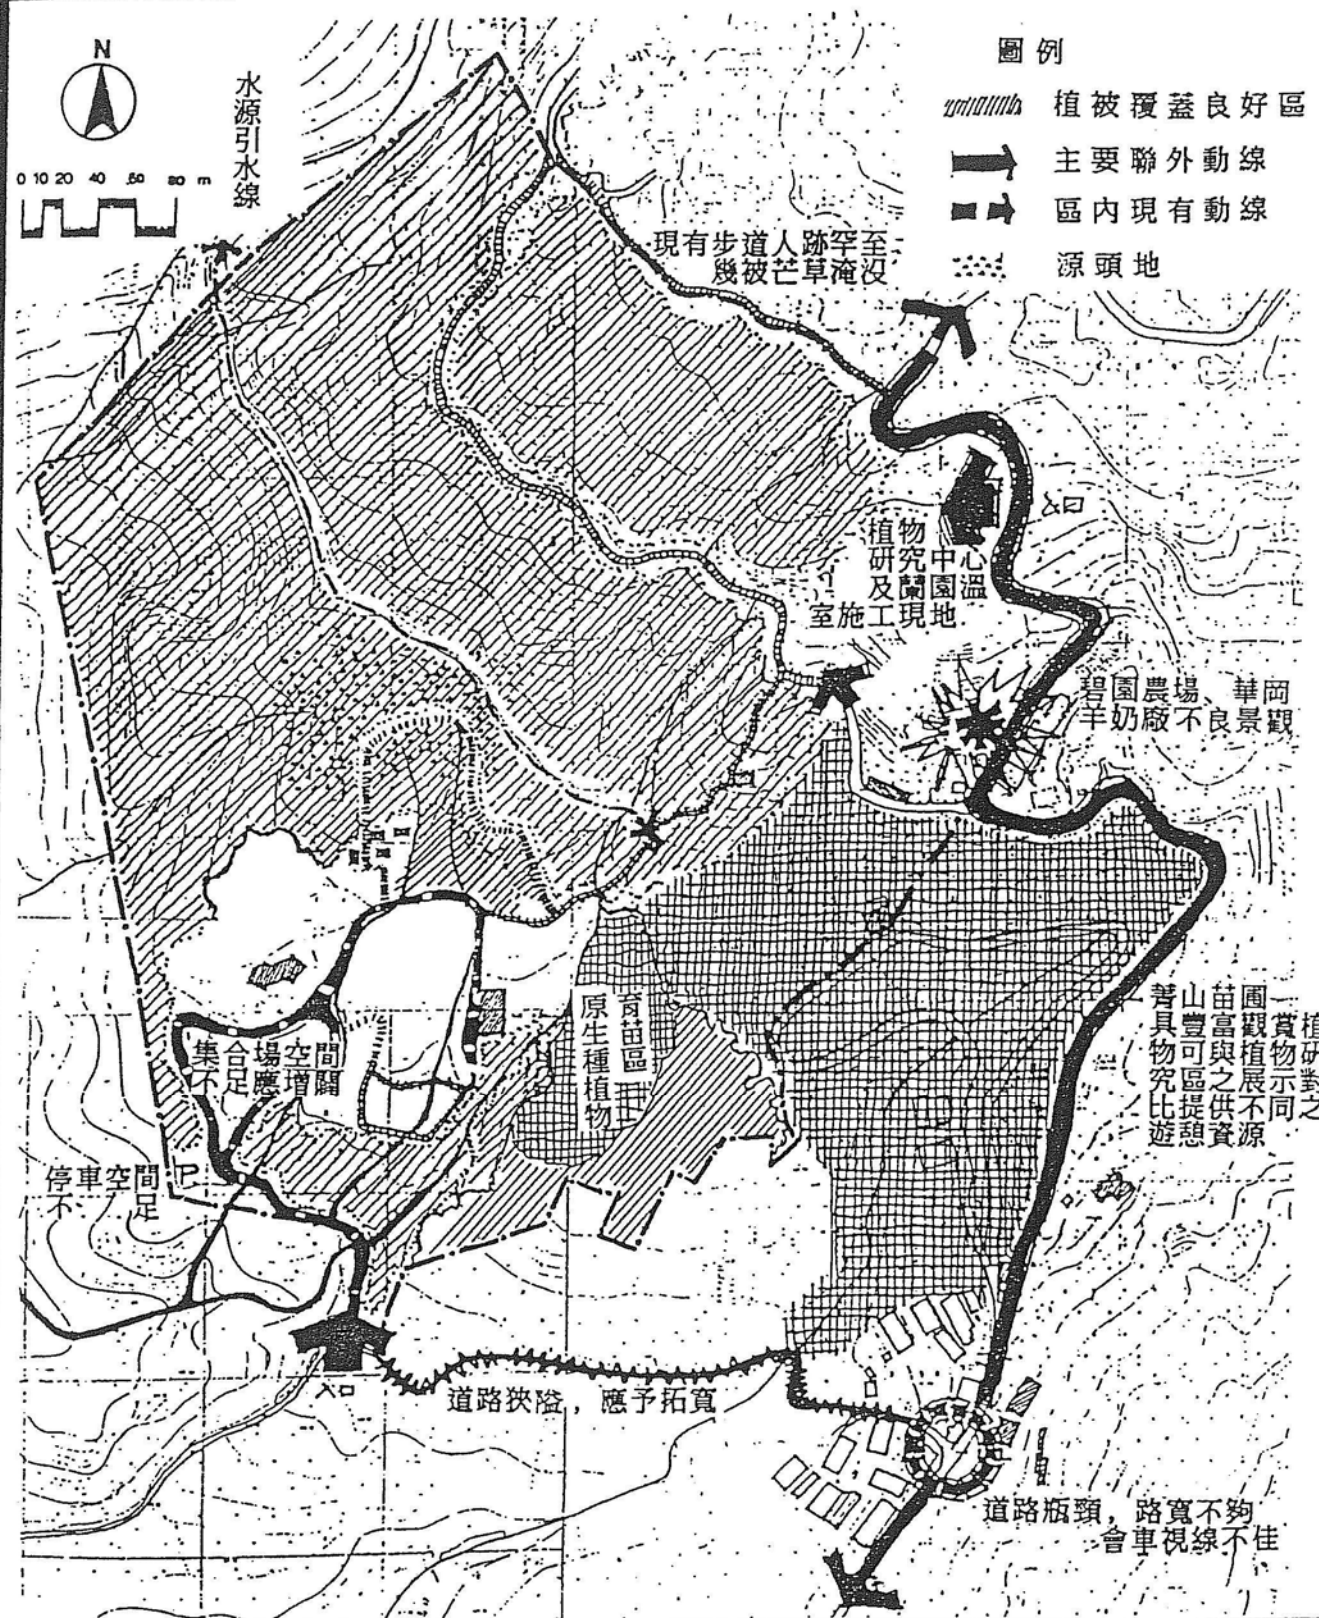 N
0 10 20 40 60 80 m
水源引水線
圖例
植被覆蓋良好區
主要聯外動線
區內現有動線
源頭地
現有步道人跡罕至
幾被芒草淹沒
入口
植物
研究中心
及蘭園溫
室施工現地
碧園農場、華岡
羊奶廠不良景觀
菁山苗圃
具豐富觀賞植
物可與植物研
究區之展示對
比提供不同之
遊憩資源
原生種植物
育苗區
集合場空間
不足應增闢
停車空間
不足
P
入口
道路狹隘，應予拓寬
道路瓶頸，路寬不夠
會車視線不佳